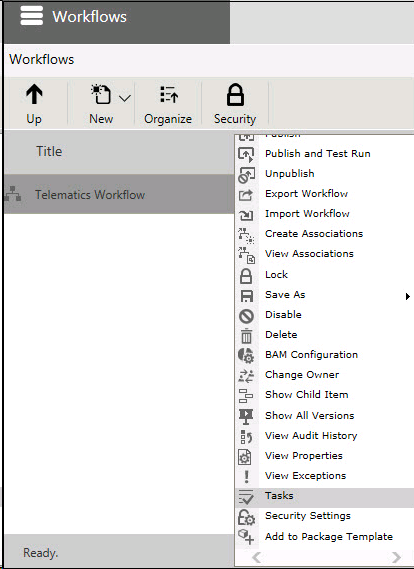 Workflows
Workflows
Up
New
Organize
Security
Title
Telematics Workflow
Publish
Publish and Test Run
Unpublish
Export Workflow
Import Workflow
Create Associations
View Associations
Lock
Save As
Disable
Delete
BAM Configuration
Change Owner
Show Child Item
Show All Versions
View Audit History
View Properties
View Exceptions
Tasks
Security Settings
Add to Package Template
Ready.